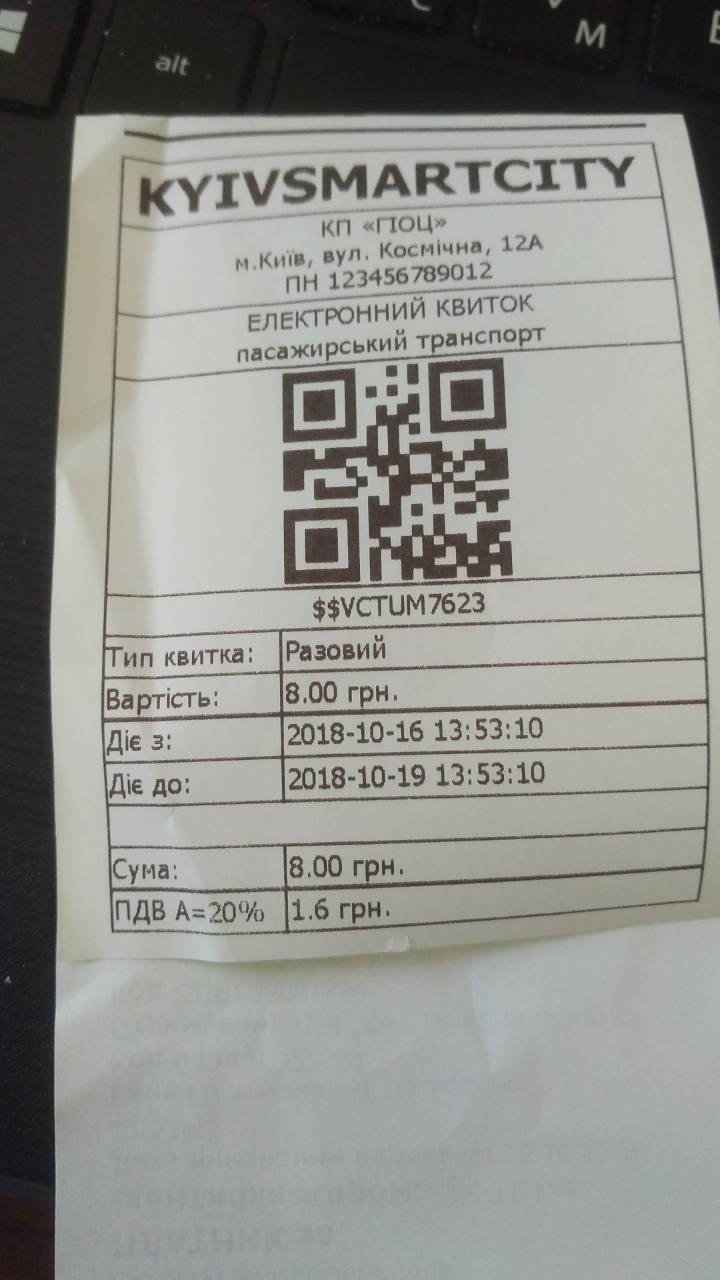 alt
C
V
M
KYIVSMARTCITY
КП «ГІОЦ»
м.Київ, вул. Космічна, 12А
ПН 123456789012
ЕЛЕКТРОННИЙ КВИТОК
пасажирський транспорт
$$VCTUM7623
Тип квитка: Разовий
Вартість: 8.00 грн.
Діє з: 2018-10-16 13:53:10
Діє до: 2018-10-19 13:53:10
Сума: 8.00 грн.
ПДВ А=20% 1.6 грн.